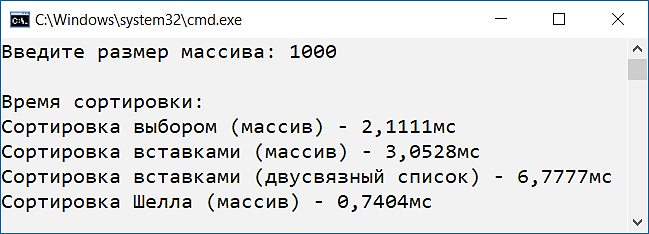 C:\Windows\system32\cmd.exe
Введите размер массива: 1000
Время сортировки:
Сортировка выбором (массив) - 2,1111мс
Сортировка вставками (массив) - 3,0528мс
Сортировка вставками (двусвязный список) - 6,7777мс
Сортировка Шелла (массив) - 0,7404мс